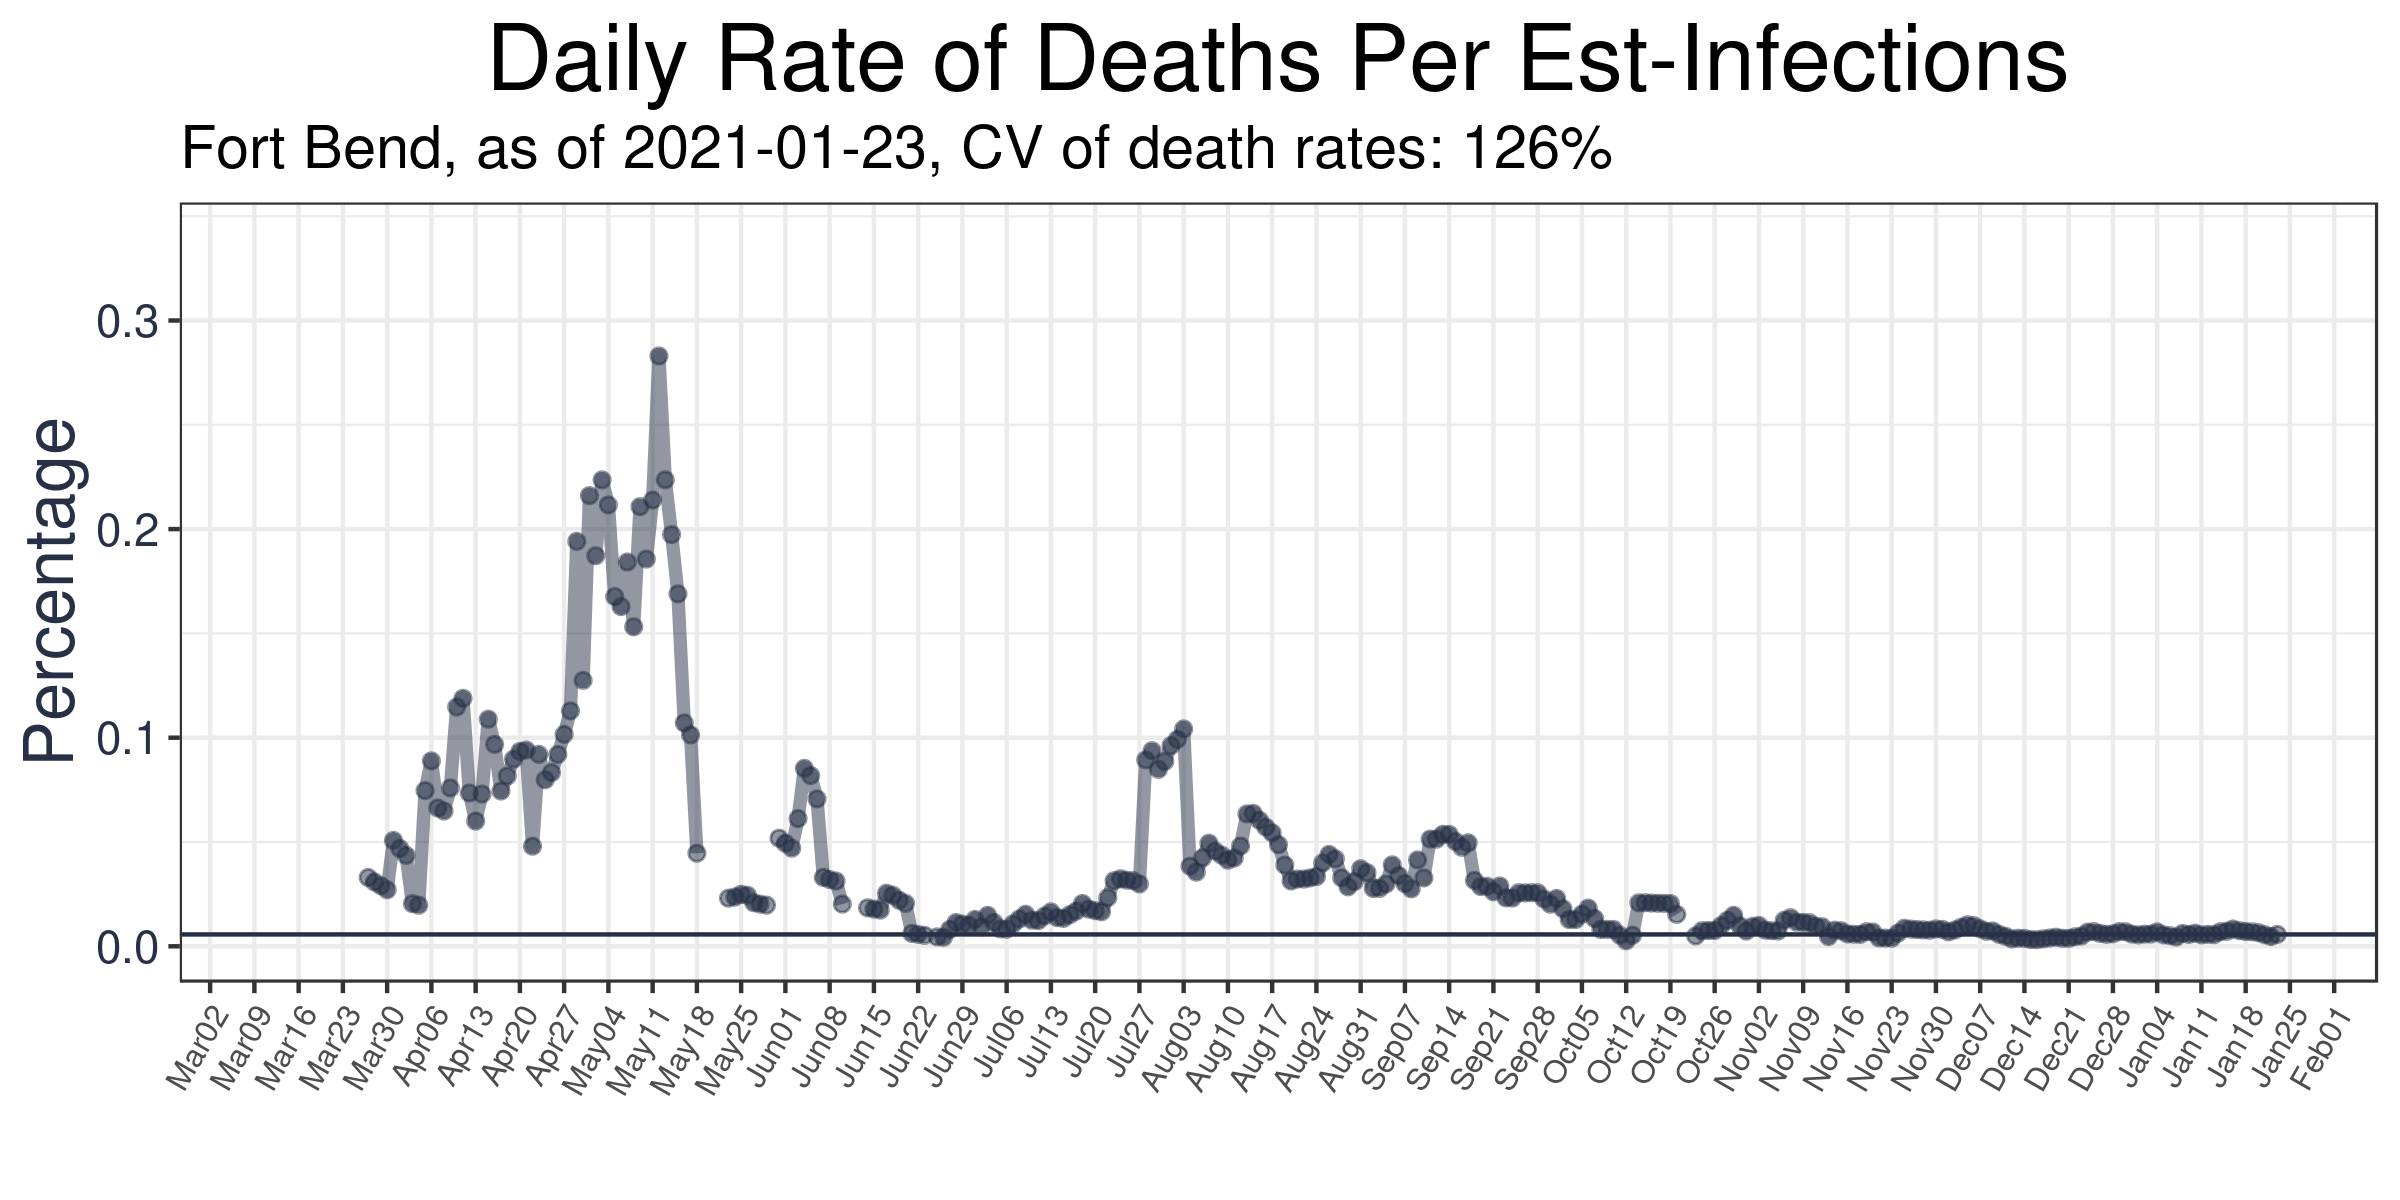 Daily Rate of Deaths Per Est-Infections
Fort Bend, as of 2021-01-23, CV of death rates: 126%
Percentage
0.3
0.2
0.1
0.0
Mar02 Mar09 Mar16 Mar23 Mar30 Apr06 Apr13 Apr20 Apr27 May04 May11 May18 May25 Jun01 Jun08 Jun15 Jun22 Jun29 Jul06 Jul13 Jul20 Jul27 Aug03 Aug10 Aug17 Aug24 Aug31 Sep07 Sep14 Sep21 Sep28 Oct05 Oct12 Oct19 Oct26 Nov02 Nov09 Nov16 Nov23 Nov30 Dec07 Dec14 Dec21 Dec28 Jan04 Jan11 Jan18 Jan25 Feb01